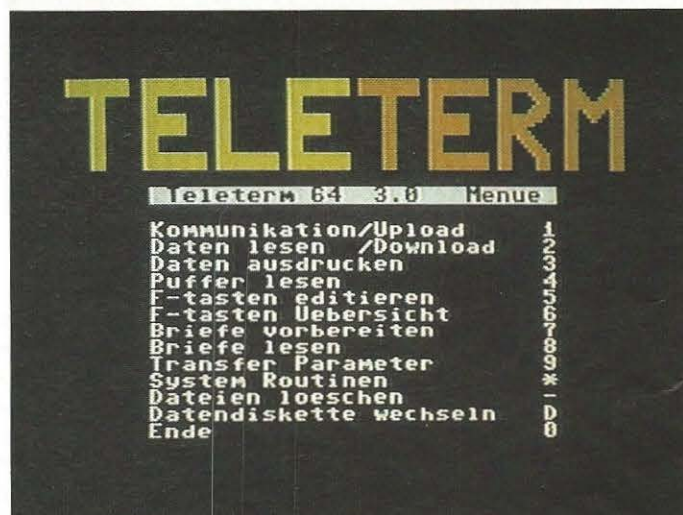 TELETERM
Teleterm 64 3.0 Menue
Kommunikation/Upload 1
Daten lesen /Download 2
Daten ausdrucken 3
Puffer lesen 4
F-tasten editieren 5
F-tasten Uebersicht 6
Briefe vorbereiten 7
Briefe lesen 8
Transfer Parameter 9
System Routinen *
Dateien loeschen -
Datendiskette wechseln D
Ende 0